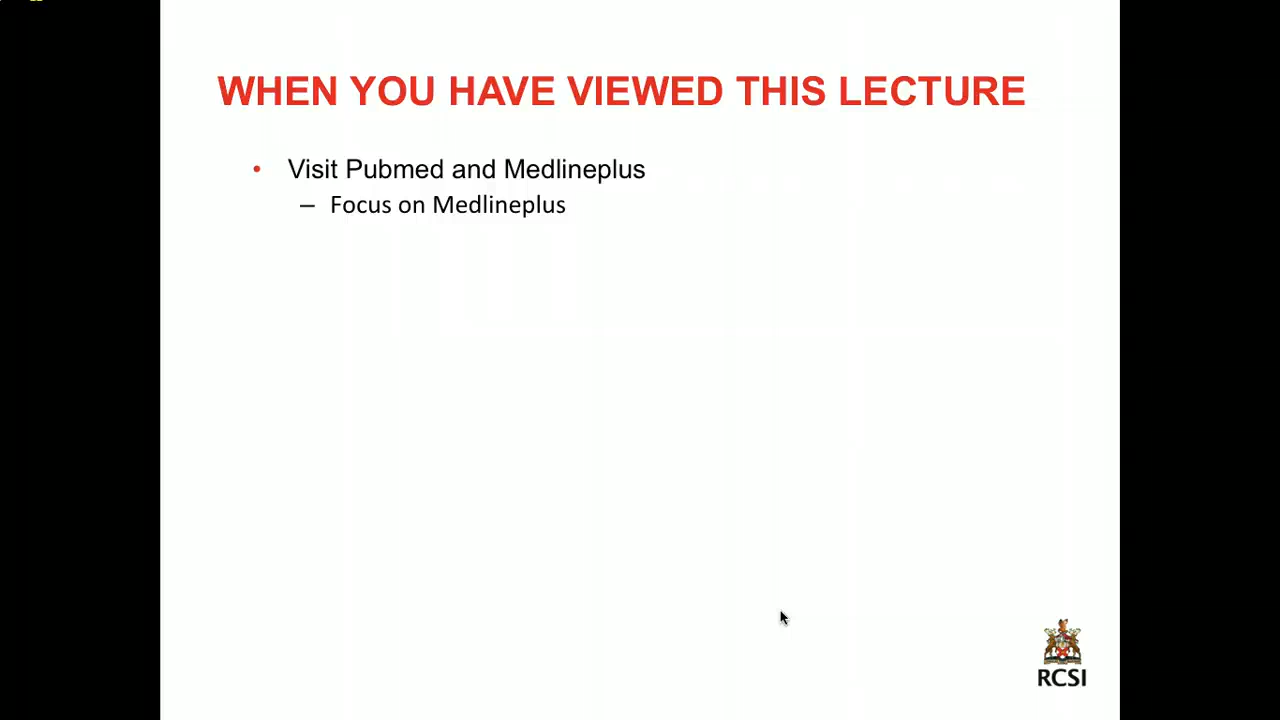 WHEN YOU HAVE VIEWED THIS LECTURE
• Visit Pubmed and Medlineplus
– Focus on Medlineplus
RCSI